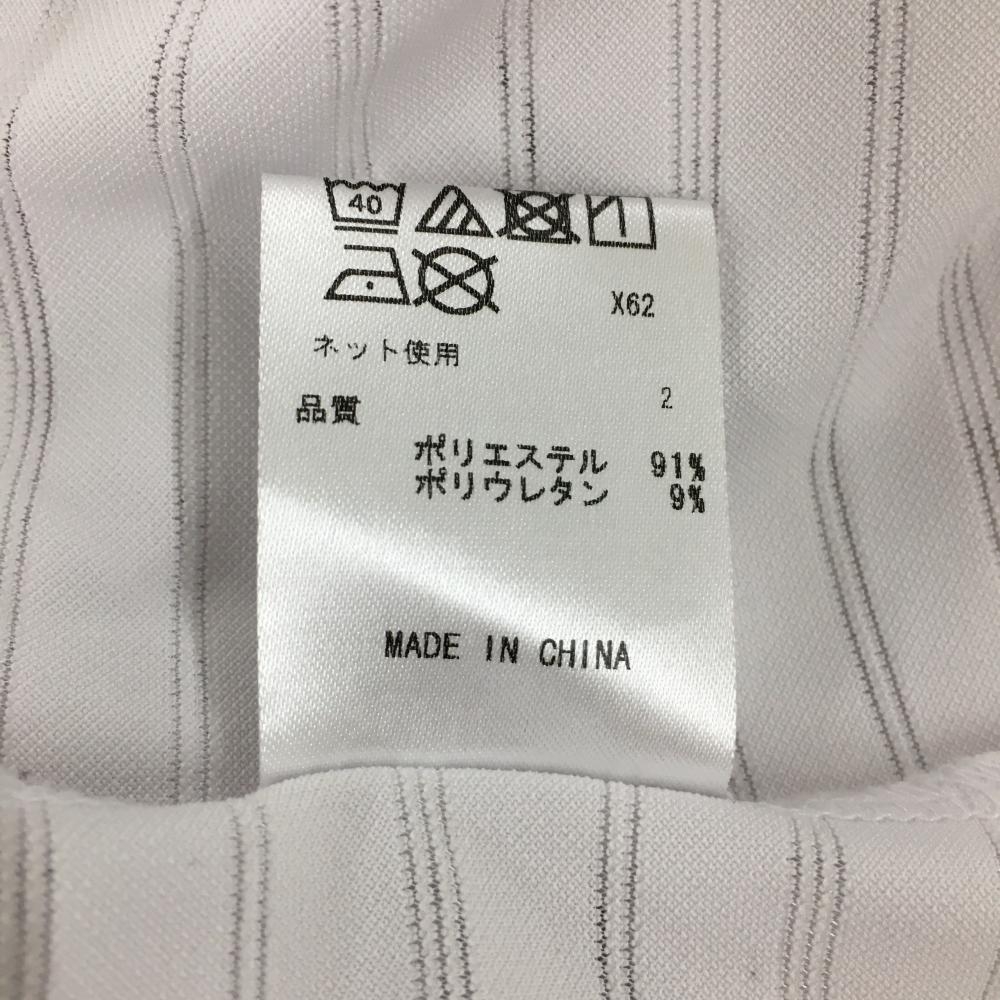 40
X62
ネット使用
2
品質
ポリエステル 91%
ポリウレタン 9%
MADE IN CHINA